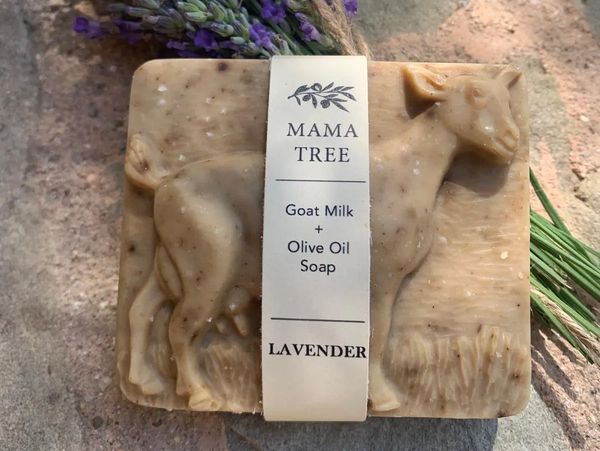 MAMA
TREE
Goat Milk
+
Olive Oil
Soap
LAVENDER